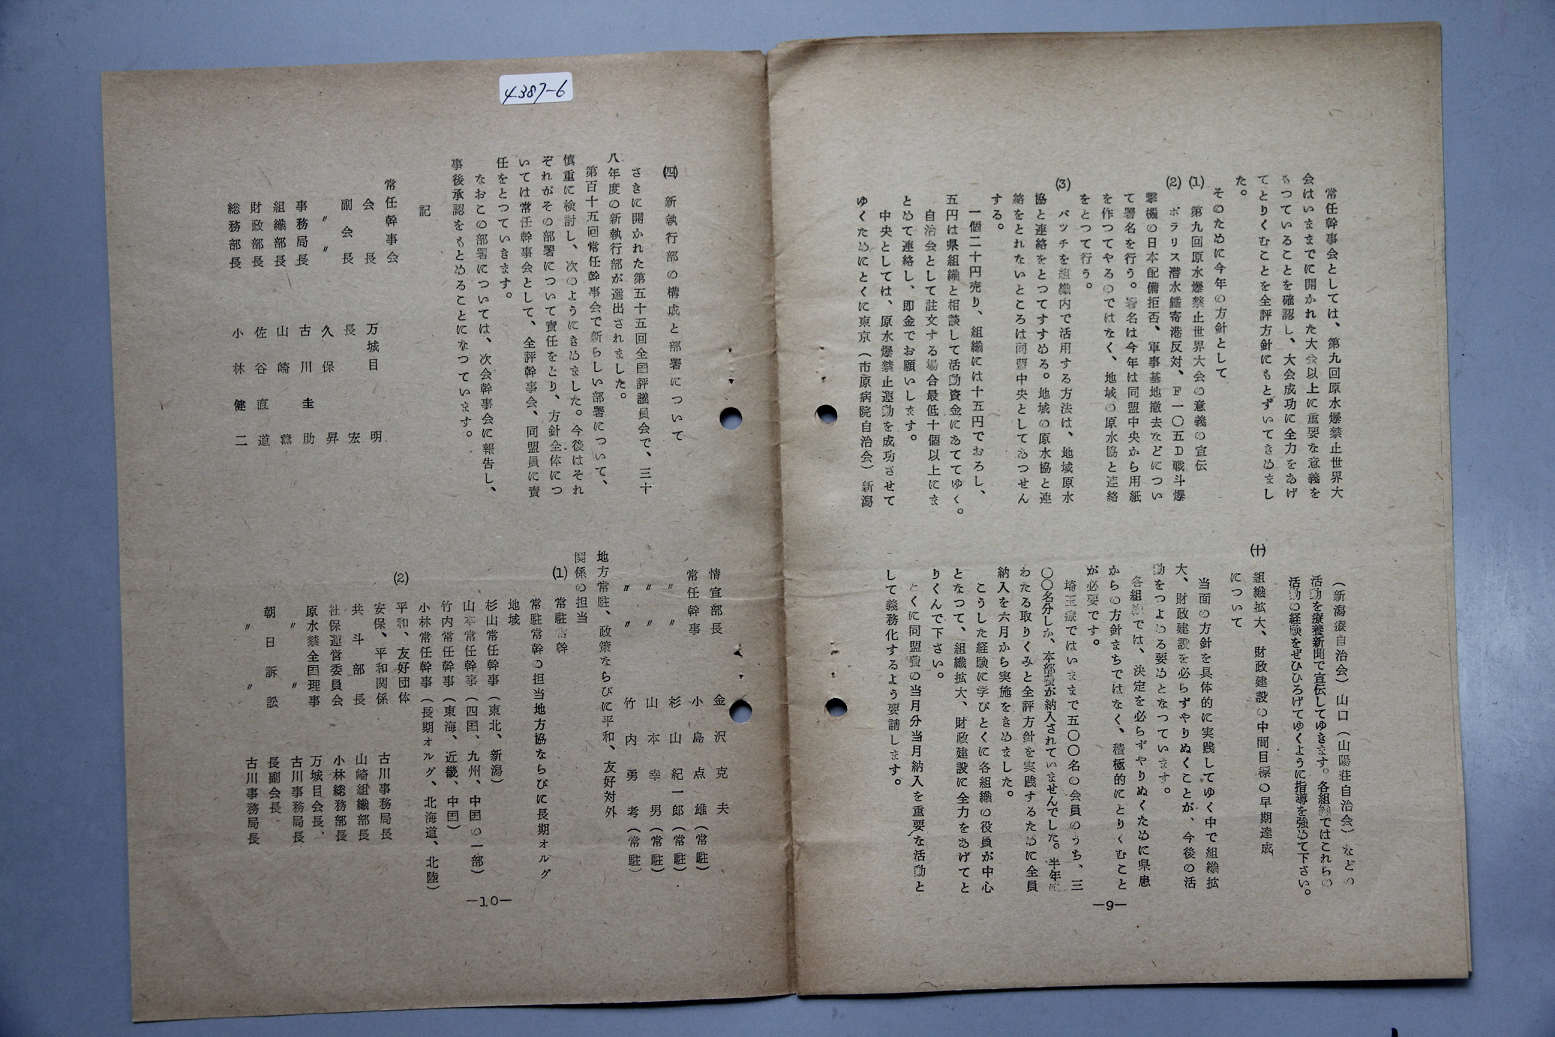 4387-6
常任幹事会としては、第九回原水爆禁止世界大
会はいままでに開かれた大会以上に重要な意義を
もつていることを確認し、大会成功に全力をあげ
てとりくむことを全評方針にもとずいてきめまし
た。
そのために今年の方針として
(1) 第九回原水爆禁止世界大会の意義の宣伝
(2) ポラリス潜水艦寄港反対、F一〇五D戦斗爆
撃機の日本配備拒否、軍事基地撤去などについ
て署名を行う。署名は今年は同盟中央から用紙
を作つてやるのではなく、地域の原水協と連絡
をとつて行う。
(3) バツヂを組織内で活用する方法は、地域原水
協と連絡をとつてすすめる。地域の原水協と連
絡をとれないところは同盟中央としてあつせん
する。
一個二十円売り、組織には十五円でおろし、
五円は県組織と相談して活動資金にあててゆく。
自治会として註文する場合最低十個以上にま
とめて連絡し、即金でお願いします。
中央としては、原水爆禁止運動を成功させて
ゆくためにとくに東京（市原病院自治会）新潟
（新潟療自治会）山口（山陽荘自治会）などの
活動を療養新聞で宣伝してゆきます。各組織ではこれらの
活動の経験をぜひひろげてゆくように指導を強めて下さい。
(十) 組織拡大、財政建設の中間目標の早期達成
について
当面の方針を具体的に実践してゆく中で組織拡
大、財政建設を必らずやりぬくことが、今後の活
動をつよめる要めとなつています。
各組織では、決定を必らずやりぬくために県患
からの方針まちではなく、積極的にとりくむこと
が必要です。
埼玉療ではいままで五〇〇名の会員のうち、三
〇〇名分しか、本部費が納入されていませんでした。半年に
わたる取りくみと全評方針を実践するために全員
納入を六月から実施をきめました。
こうした経験に学びとくに各組織の役員が中心
となつて、組織拡大、財政建設に全力をあげてと
りくんで下さい。
とくに同盟費の当月分当月納入を重要な活動と
して義務化するよう要請します。
—9—
(四) 新執行部の構成と部署について
さきに開かれた第五十五回全国評議員会で、三十
八年度の新執行部が選出されました。
第百十五回常任幹事会で新らしい部署について、
慎重に検討し、次のようにきめました。今後はそれ
ぞれがその部署について責任をとり、方針全体につ
いては常任幹事会として、全評幹事会、同盟員に責
任をとつていきます。
なおこの部署については、次会幹事会に報告し、
事後承認をもとめることになつています。
記
常任幹事会
会長 万城目 明
副会長 長 宏
〃 〃 久保 昇
事務局長 古川圭助
組織部長 山崎
財政部長 佐谷直道
総務部長 小林健二
情宣部長 金沢克夫
常任幹事 小島点雄（常駐）
〃 〃 杉山紀一郎（常駐）
〃 〃 山本幸男（常駐）
〃 〃 竹内勇考（常駐）
地方常駐、政策ならびに平和、友好対外
関係の担当
(1) 常駐常幹
常駐常幹の担当地方協ならびに長期オルグ
地域
杉山常任幹事（東北、新潟）
山本常任幹事（四国、九州、中国の一部）
竹内常任幹事（東海、近畿、中国）
小林常任幹事（長期オルグ、北海道、北陸）
(2) 平和、友好団体
安保、平和関係 古川事務局長
共斗部長 山崎組織部長
社保運営委員会 小林総務部長
原水禁全国理事 万城目会長、
〃 〃 古川事務局長
朝日訴訟 長副会長
〃 〃 古川事務局長
—10—